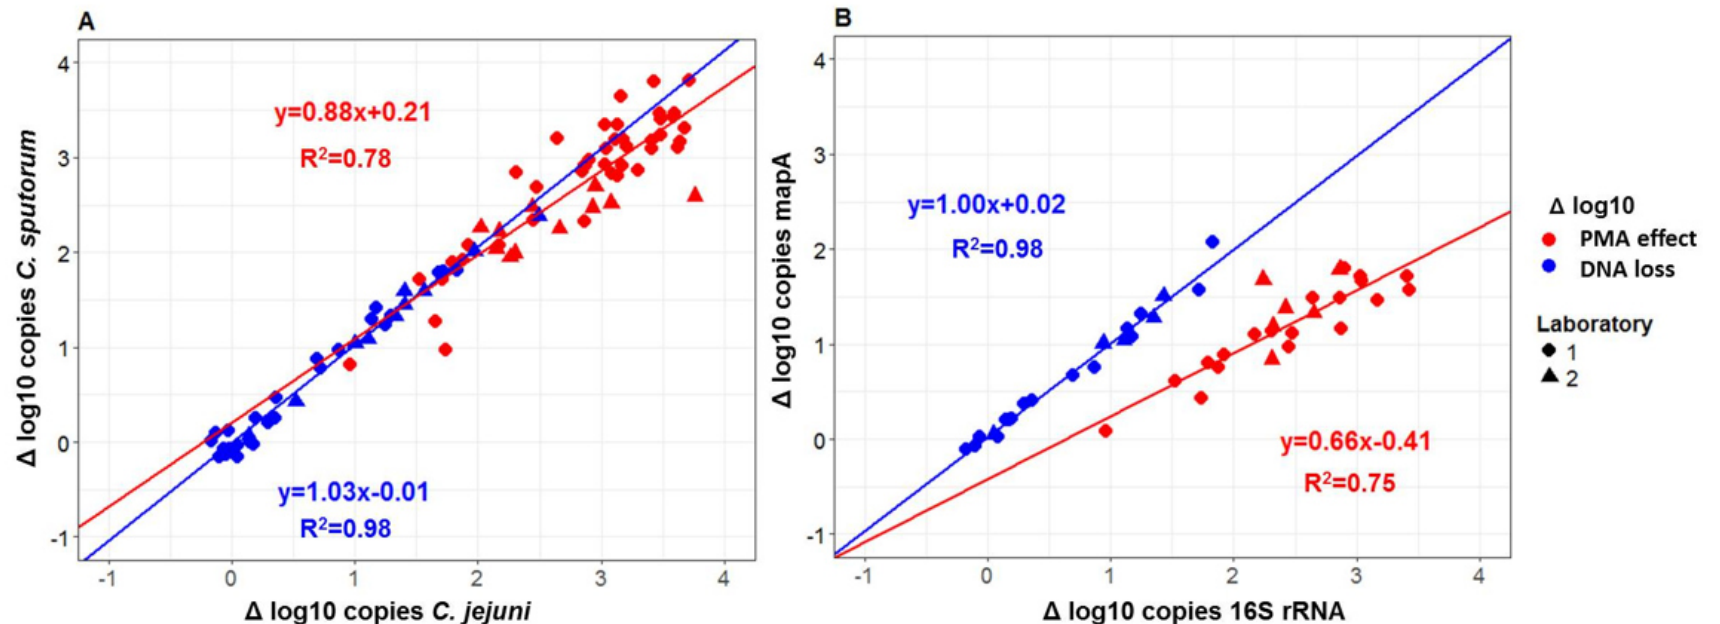 A
Δ log10 copies C. sputorum
4
3
2
1
0
-1
y=0.88x+0.21
R²=0.78
y=1.03x-0.01
R²=0.98
-1 0 1 2 3 4
Δ log10 copies C. jejuni
B
Δ log10 copies mapA
4
3
2
1
0
-1
y=1.00x+0.02
R²=0.98
y=0.66x-0.41
R²=0.75
-1 0 1 2 3 4
Δ log10 copies 16S rRNA
Δ log10
PMA effect
DNA loss
Laboratory
1
2